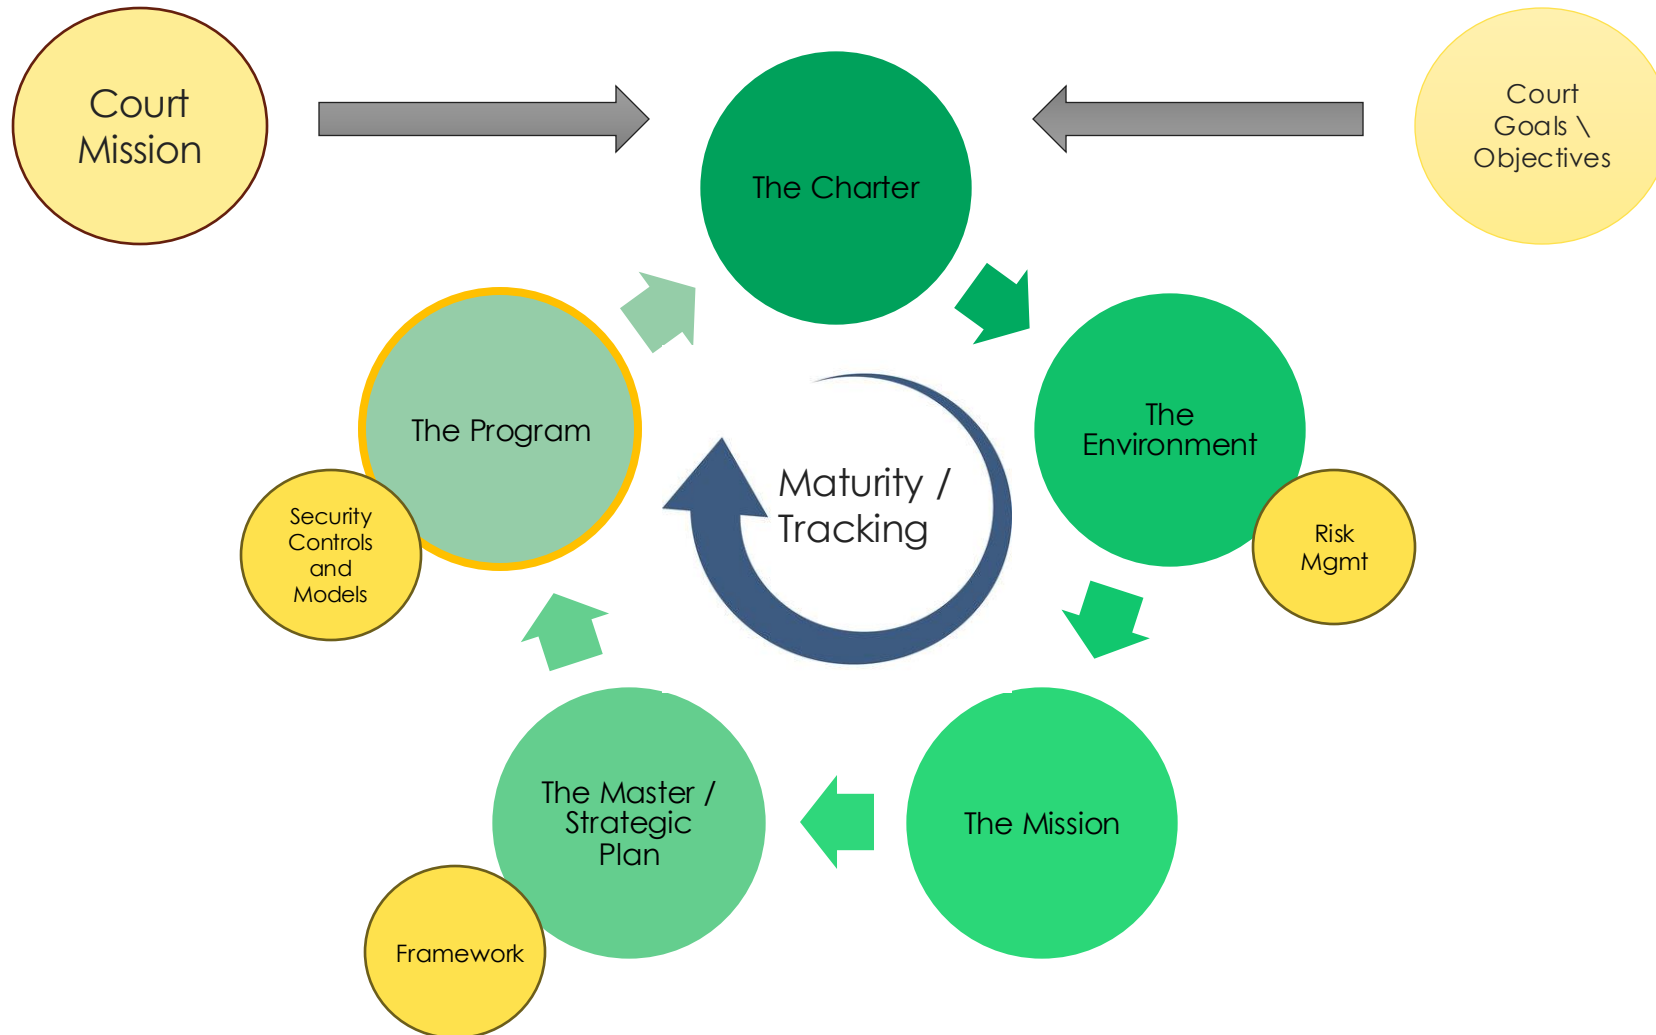 Court
Mission
Court
Goals \
Objectives
The Charter
The Program
The
Environment
Maturity /
Tracking
Security
Controls
and
Models
Risk
Mgmt
The Master /
Strategic
Plan
The Mission
Framework